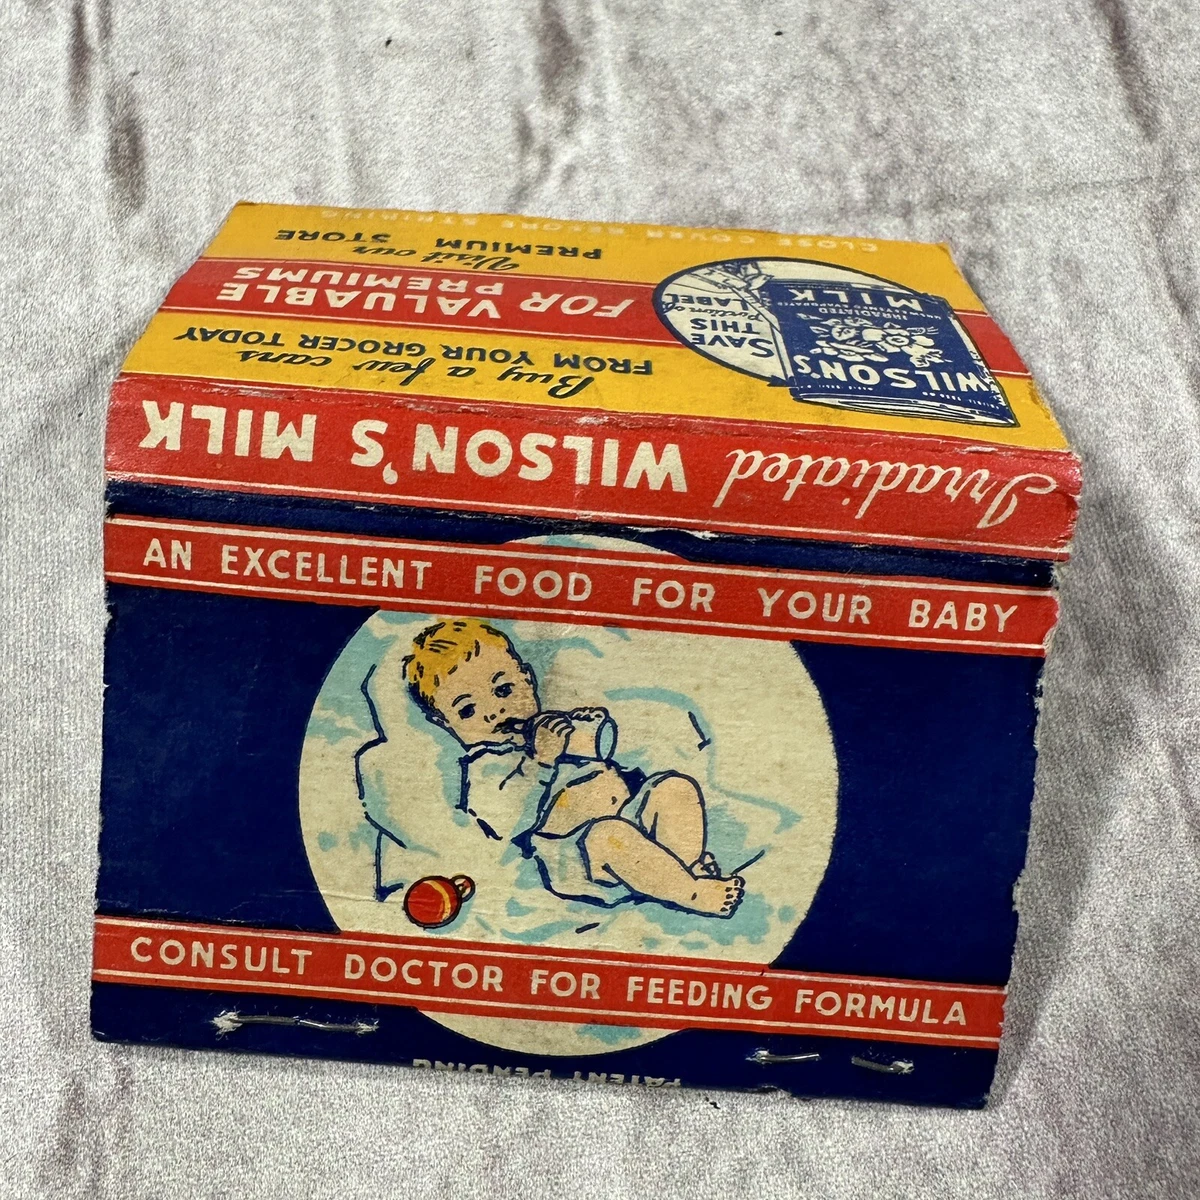 CLOSE COVER BEFORE STRIKING
Visit our
PREMIUM STORE
FOR VALUABLE
PREMIUMS
Buy a few cans
FROM YOUR GROCER TODAY
SAVE
THIS
Portion of
LABEL
WILSON'S
IRRADIATED
MILK
Irradiated WILSON'S MILK
AN EXCELLENT FOOD FOR YOUR BABY
CONSULT DOCTOR FOR FEEDING FORMULA
PATENT PENDING